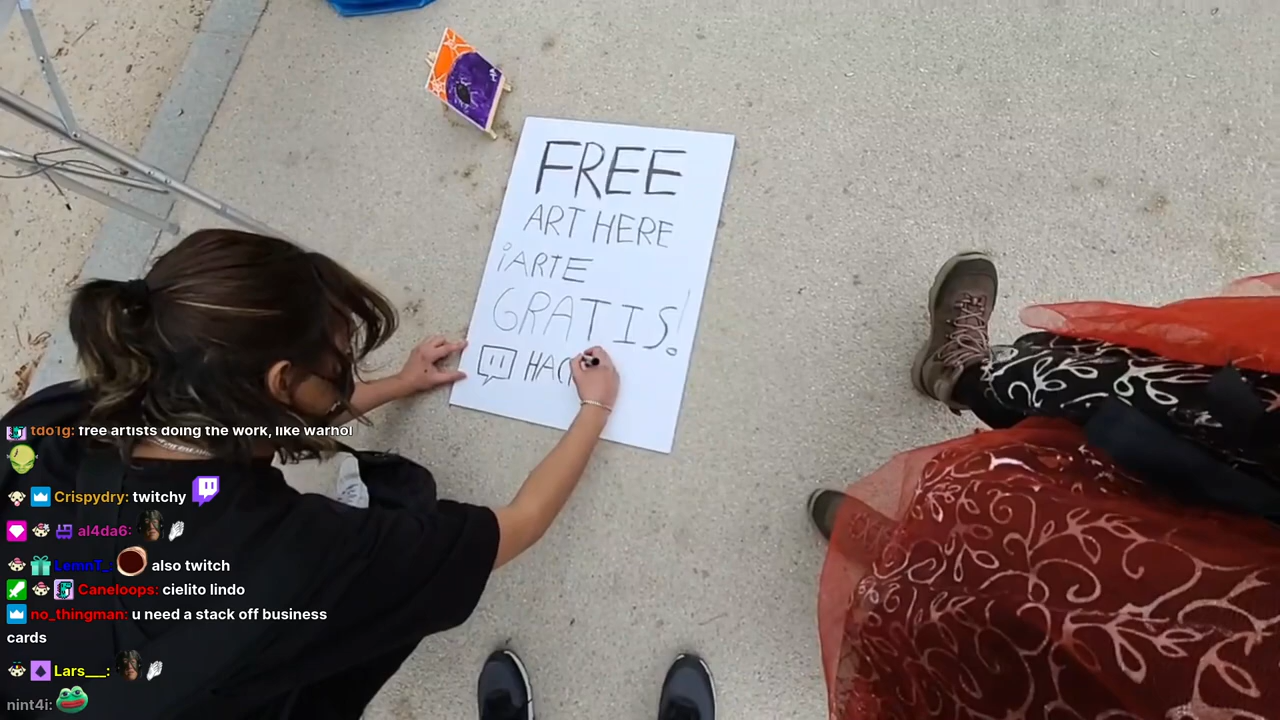 FREE
ART HERE
¡ARTE
GRATIS!
HAC
tdo1g: free artists doing the work, like warhol
Crispydry: twitchy
al4da6:
LemnT_: also twitch
Caneloops: cielito lindo
no_thingman: u need a stack off business
cards
Lars___:
nint4i: